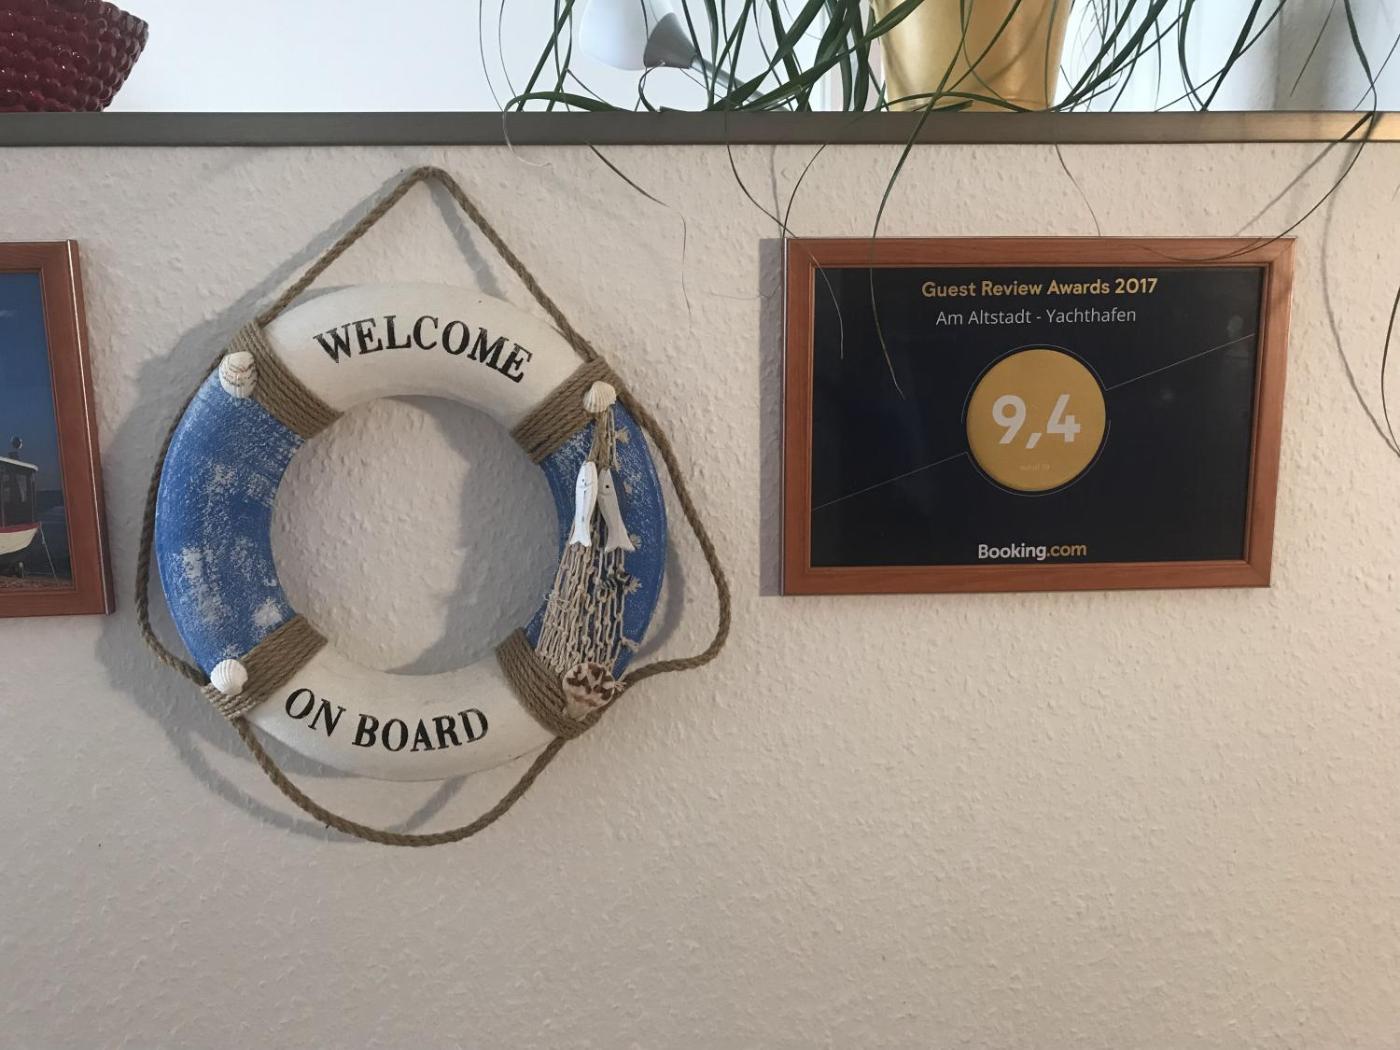 WELCOME
ON BOARD
Guest Review Awards 2017
Am Altstadt - Yachthafen
9,4
Booking.com